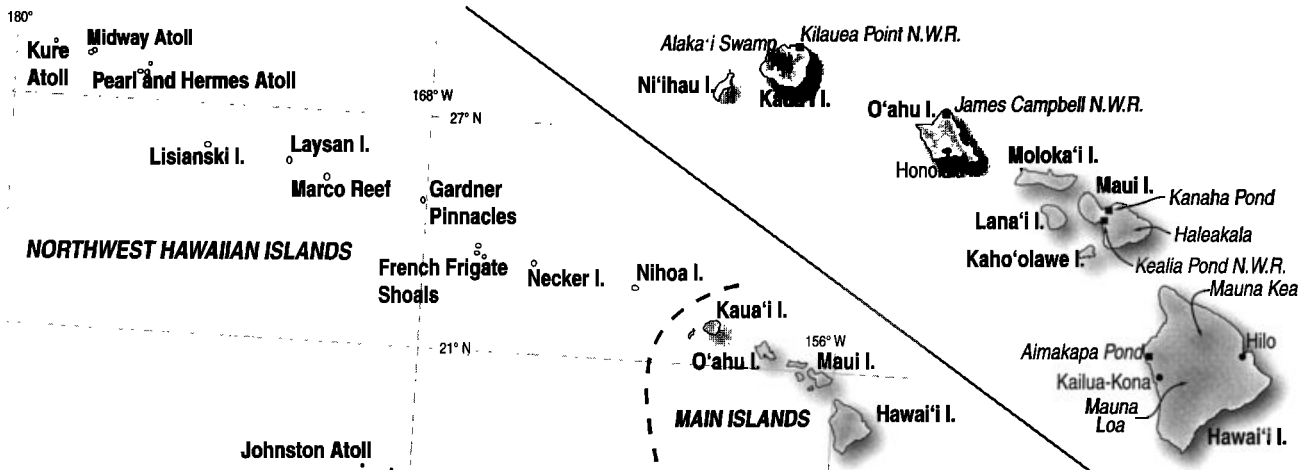 180°
Kure
Atoll
Midway Atoll
Pearl and Hermes Atoll
168° W
27° N
Lisianski I.
Laysan I.
Marco Reef
Gardner
Pinnacles
NORTHWEST HAWAIIAN ISLANDS
French Frigate
Shoals
Necker I.
Nihoa I.
Kaua‘i I.
21° N
156° W
O‘ahu I.
Maui I.
MAIN ISLANDS
Hawai‘i I.
Johnston Atoll
Alaka‘i Swamp
Kilauea Point N.W.R.
Ni‘ihau I.
Kaua‘i I.
O‘ahu I.
James Campbell N.W.R.
Moloka‘i I.
Maui I.
Kanaha Pond
Lana‘i I.
Haleakala
Kaho‘olawe I.
Kealia Pond N.W.R.
Mauna Kea
Aimakapa Pond
Hilo
Kailua-Kona
Mauna
Loa
Hawai‘i I.